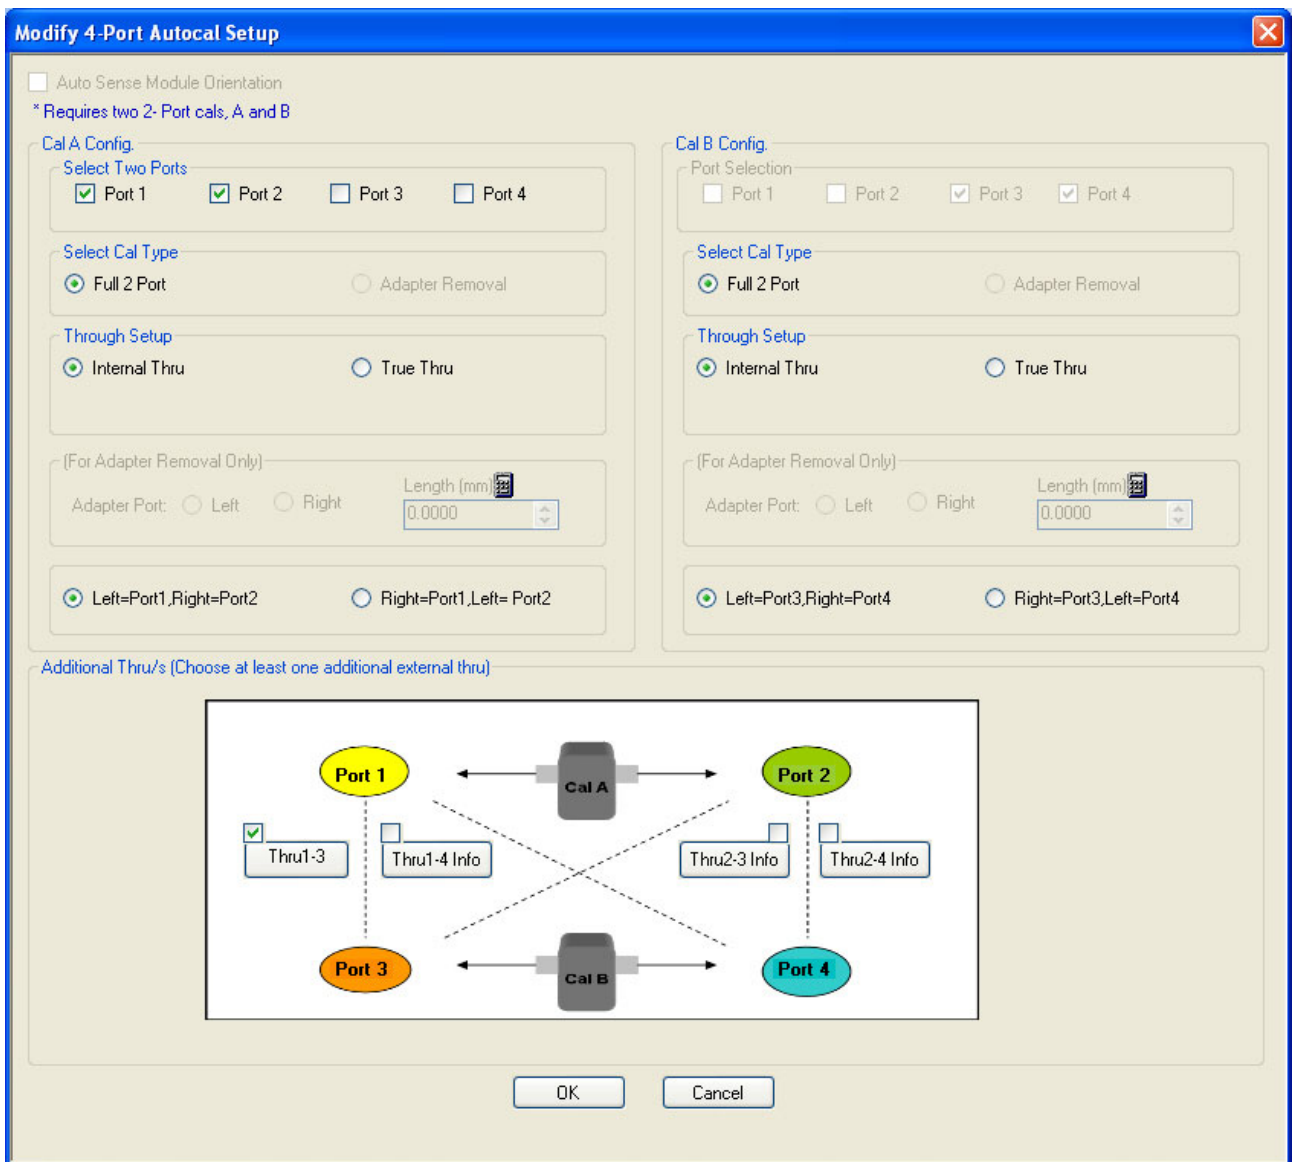 Modify 4-Port Autocal Setup
Auto Sense Module Orientation
* Requires two 2- Port cals, A and B
Cal A Config.
Select Two Ports
Port 1 Port 2 Port 3 Port 4
Select Cal Type
Full 2 Port Adapter Removal
Through Setup
Internal Thru True Thru
(For Adapter Removal Only)
Adapter Port: Left Right Length (mm)
0.0000
Left=Port1,Right=Port2 Right=Port1,Left= Port2
Cal B Config.
Port Selection
Port 1 Port 2 Port 3 Port 4
Select Cal Type
Full 2 Port Adapter Removal
Through Setup
Internal Thru True Thru
(For Adapter Removal Only)
Adapter Port: Left Right Length (mm)
0.0000
Left=Port3,Right=Port4 Right=Port3,Left=Port4
Additional Thru/s (Choose at least one additional external thru)
Port 1 Cal A Port 2
Thru1-3 Thru1-4 Info Thru2-3 Info Thru2-4 Info
Port 3 Cal B Port 4
OK Cancel